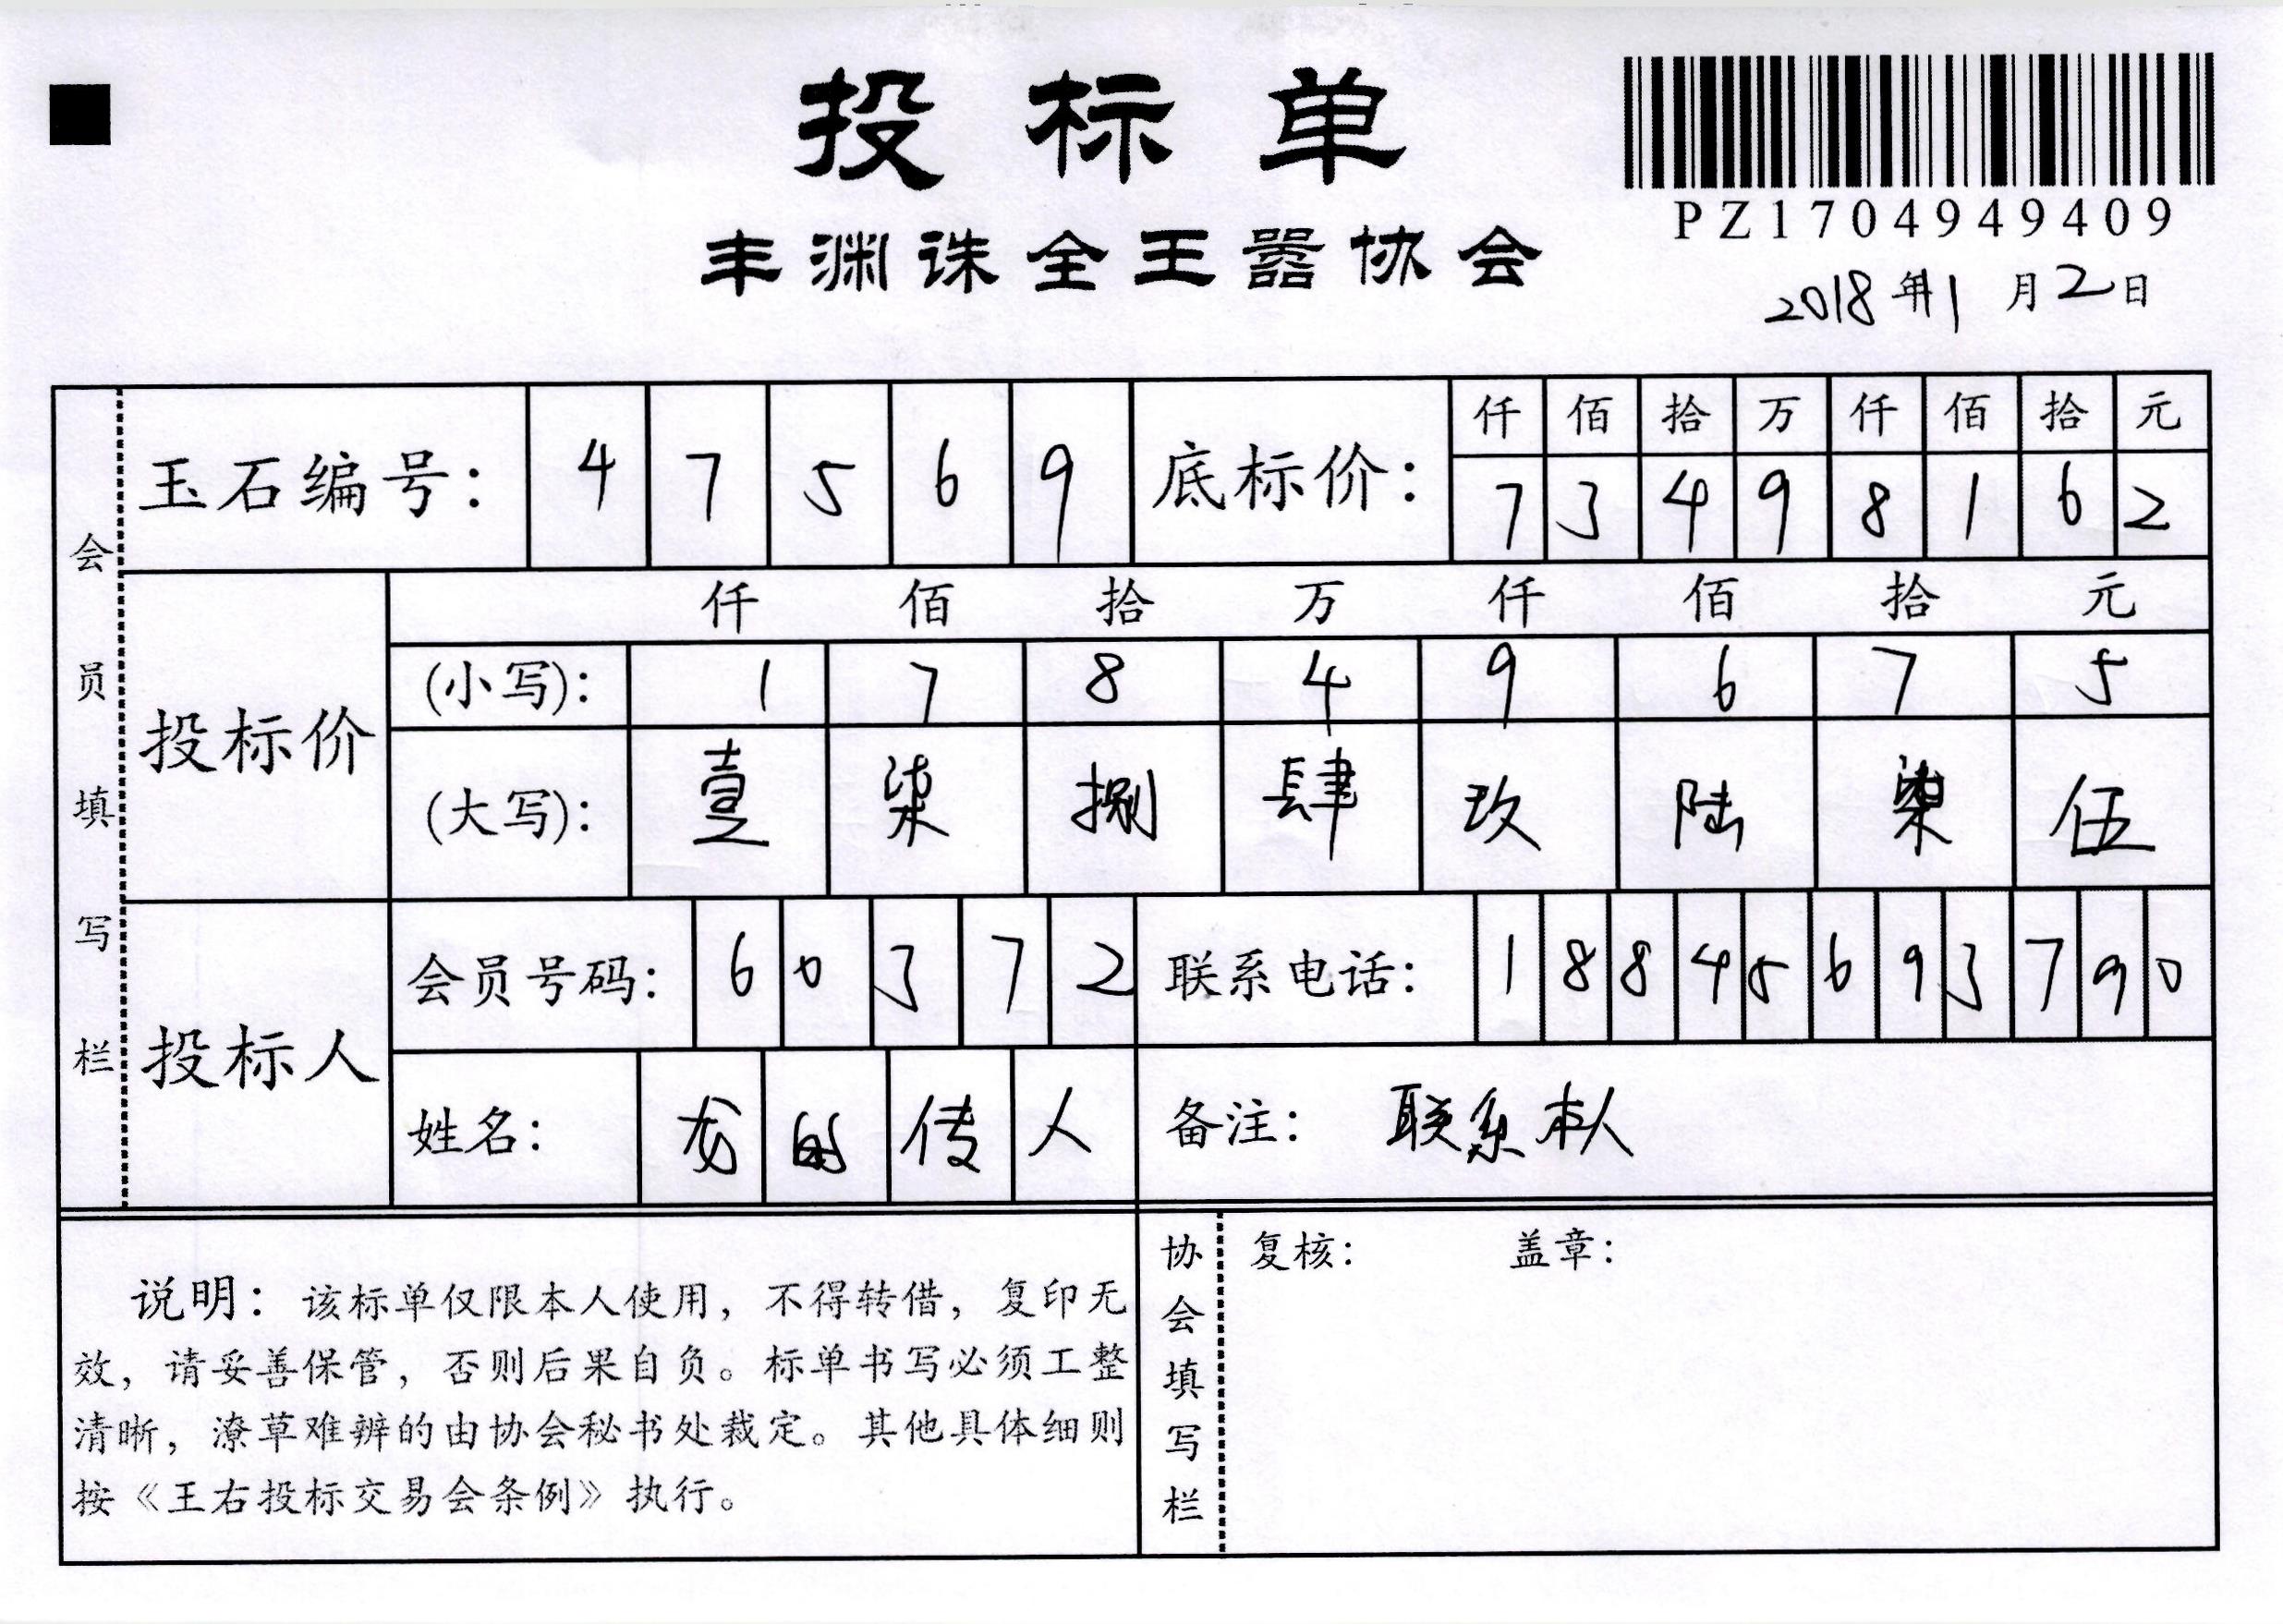 投标单
PZ1704949409
丰渊诛全王嚣协会
2018年1月2日
会员填写栏
玉石编号: 4 7 5 6 9
底标价: 仟 佰 拾 万 仟 佰 拾 元
7 3 4 9 8 1 6 2
投标价
仟 佰 拾 万 仟 佰 拾 元
(小写): 1 7 8 4 9 6 7 5
(大写): 壹 柒 捌 肆 玖 陆 柒 伍
投标人
会员号码: 6 0 3 7 2
联系电话: 1 8 8 4 5 6 9 3 7 9 0
姓名: 龙 的 传 人
备注: 联系本人
说明: 该标单仅限本人使用，不得转借，复印无
效，请妥善保管，否则后果自负。标单书写必须工整
清晰，潦草难辨的由协会秘书处裁定。其他具体细则
按《王右投标交易会条例》执行。
协会填写栏
复核: 盖章: